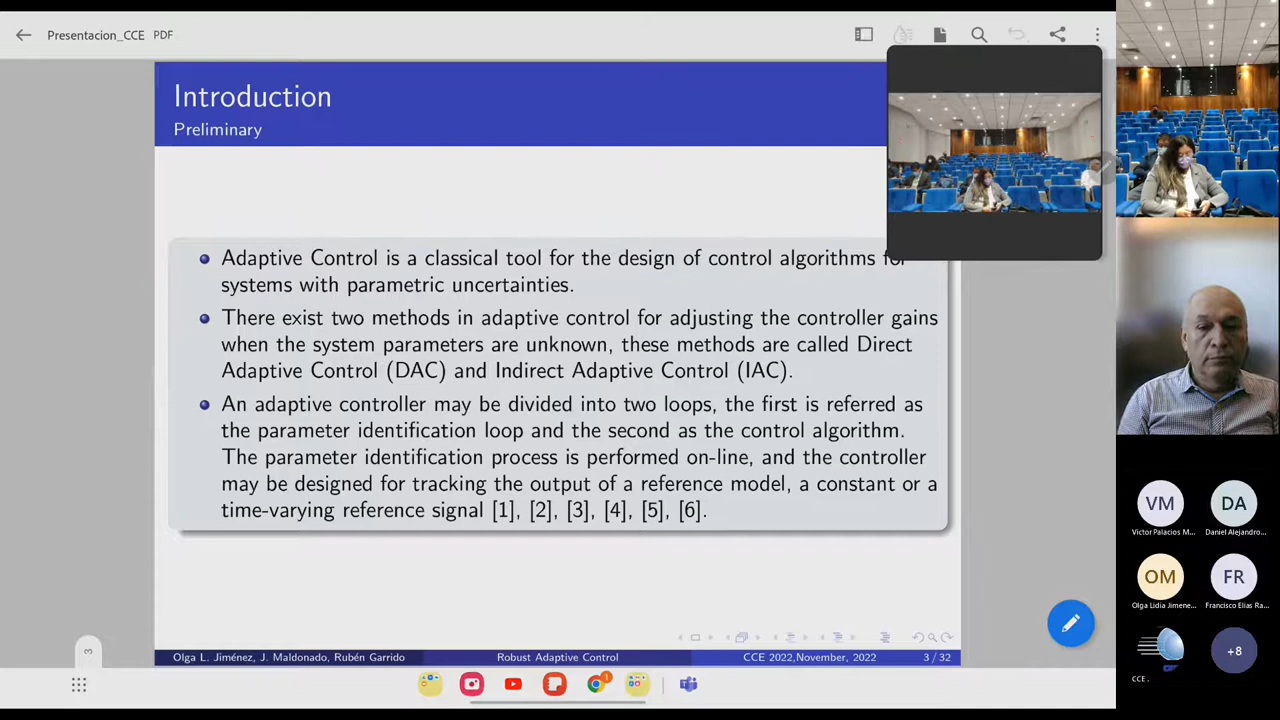 Presentacion_CCE PDF
Introduction
Preliminary
Adaptive Control is a classical tool for the design of control algorithms for
systems with parametric uncertainties.
There exist two methods in adaptive control for adjusting the controller gains
when the system parameters are unknown, these methods are called Direct
Adaptive Control (DAC) and Indirect Adaptive Control (IAC).
An adaptive controller may be divided into two loops, the first is referred as
the parameter identification loop and the second as the control algorithm.
The parameter identification process is performed on-line, and the controller
may be designed for tracking the output of a reference model, a constant or a
time-varying reference signal [1], [2], [3], [4], [5], [6].
Olga L. Jiménez, J. Maldonado, Rubén Garrido
Robust Adaptive Control
CCE 2022,November, 2022
3 / 32
3
1
VM
DA
Victor Palacios M...
Daniel Alejandro...
OM
FR
Olga Lidia Jimene...
Francisco Elias Ra...
+8
CCE .